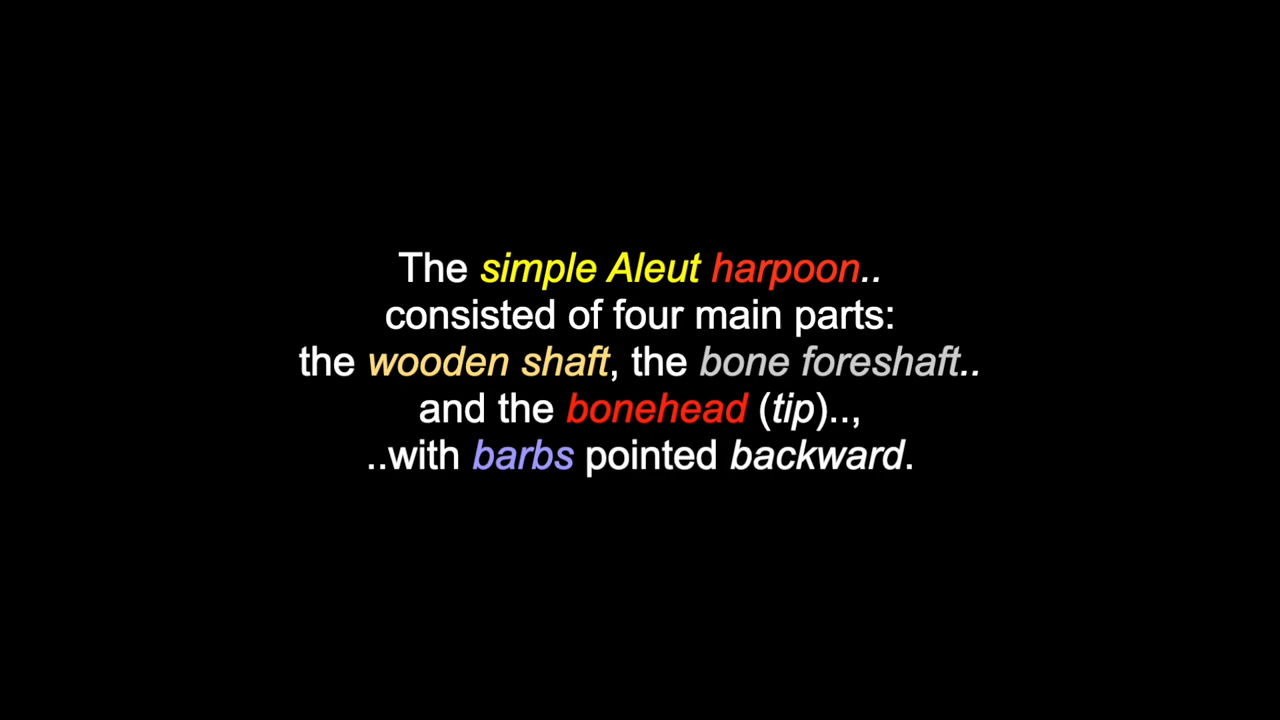 The simple Aleut harpoon..
consisted of four main parts:
the wooden shaft, the bone foreshaft..
and the bonehead (tip)..,
..with barbs pointed backward.